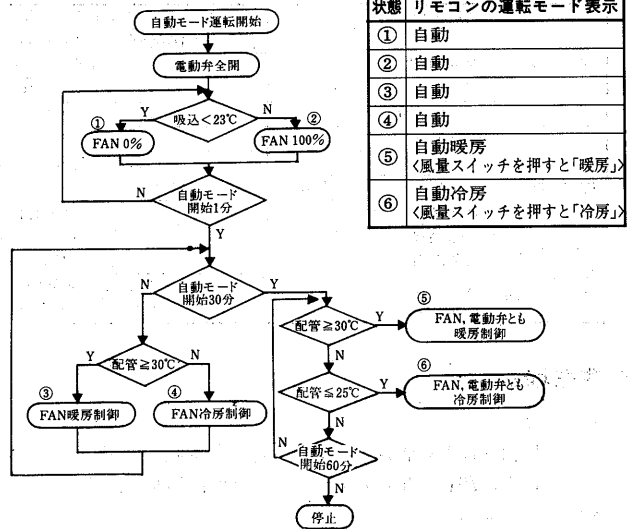 自動モード運転開始
電動弁全開
Y
吸込<23℃
N
①
FAN 0%
②
FAN 100%
N
自動モード
開始1分
Y
N
自動モード
開始30分
Y
Y
配管≧30℃
N
③
FAN暖房制御
④
FAN冷房制御
配管≧30℃
Y
⑤
FAN, 電動弁とも
暖房制御
N
配管≦25℃
Y
⑥
FAN, 電動弁とも
冷房制御
N
N
自動モード
開始60分
N
停止
状態 リモコンの運転モード表示
① 自動
② 自動
③ 自動
④ 自動
⑤ 自動暖房
〈風量スイッチを押すと「暖房」〉
⑥ 自動冷房
〈風量スイッチを押すと「冷房」〉